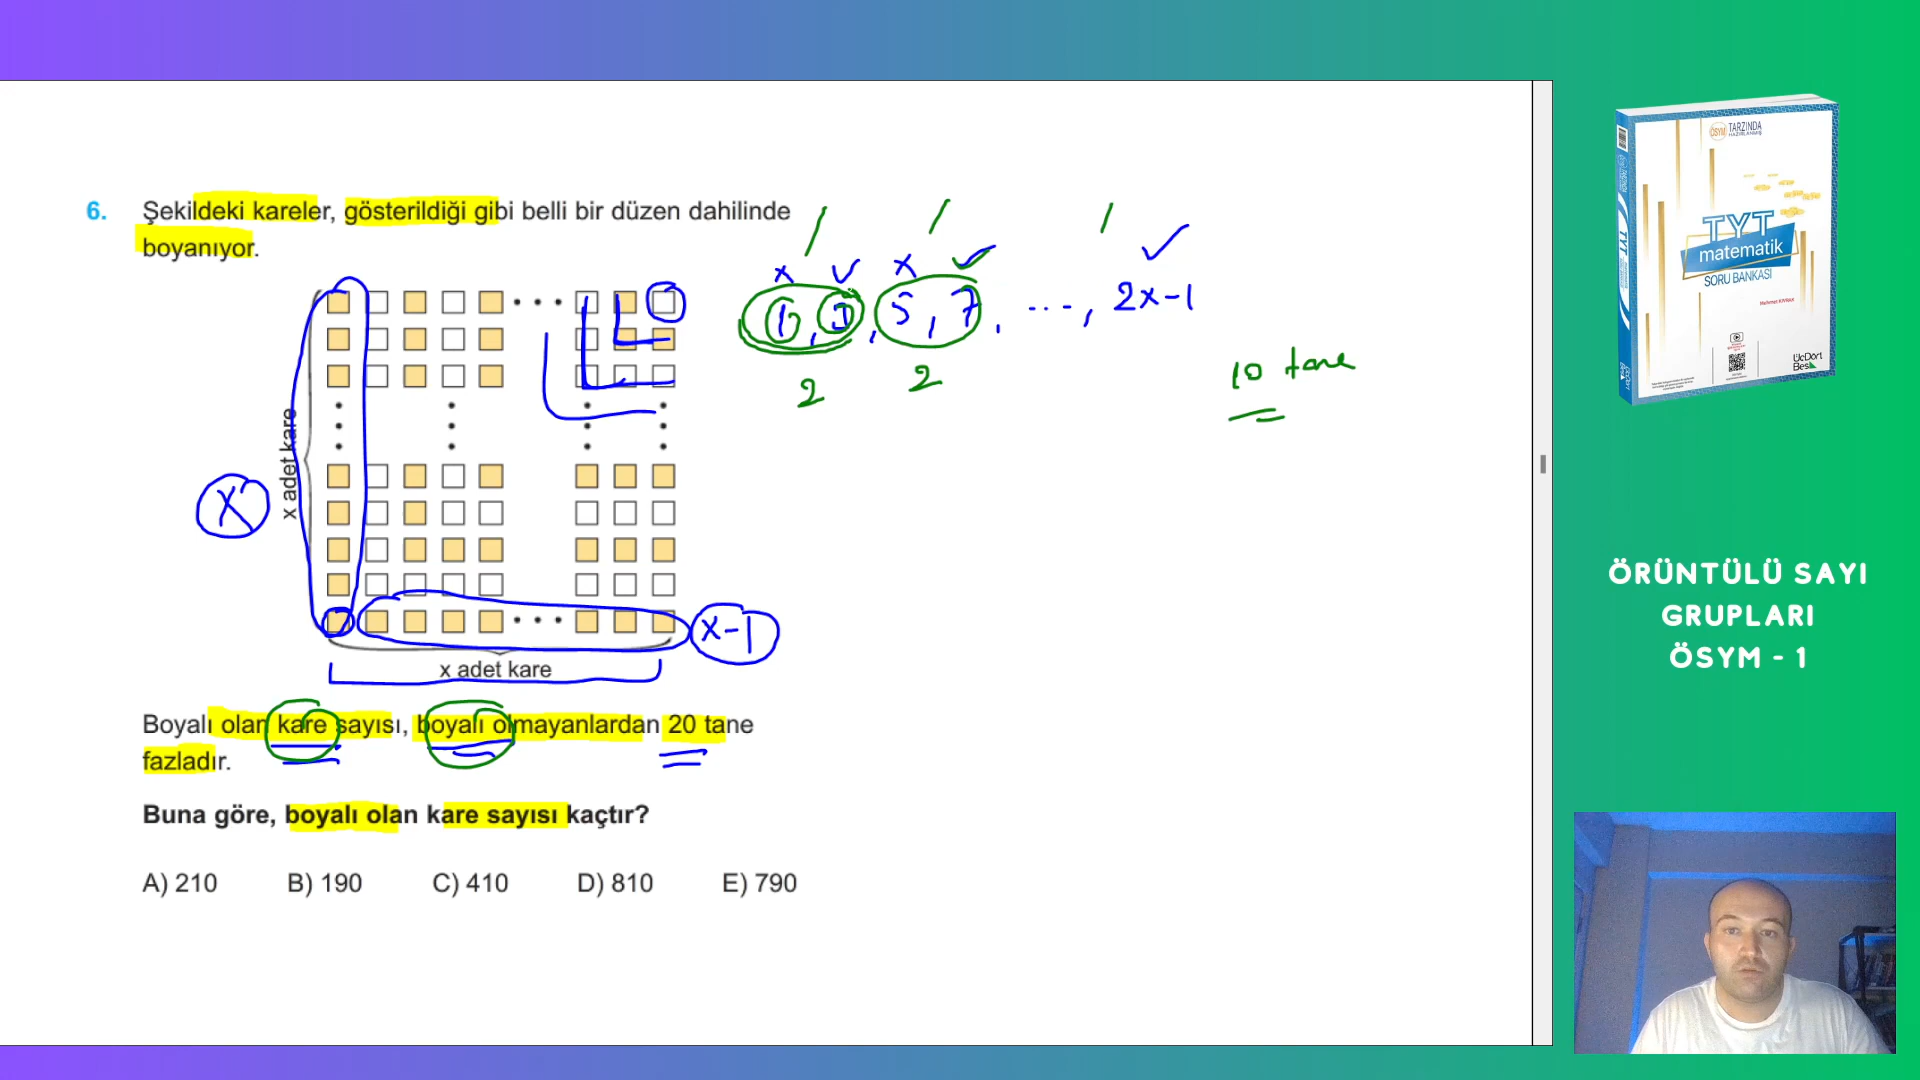 6. Şekildeki kareler, gösterildiği gibi belli bir düzen dahilinde
boyanıyor.
x adet kare
x
x-1
x adet kare
x ✓ x ✓ ✓
1, 3, 5, 7, ..., 2x-1
2 2
10 tane
Boyalı olan kare sayısı, boyalı olmayanlardan 20 tane
fazladır.
Buna göre, boyalı olan kare sayısı kaçtır?
A) 210 B) 190 C) 410 D) 810 E) 790
ÖSYM TARZINDA
TYT
matematik
SORU BANKASI
ÜçDört
Beş
TYT
ÖRÜNTÜLÜ SAYI
GRUPLARI
ÖSYM - 1